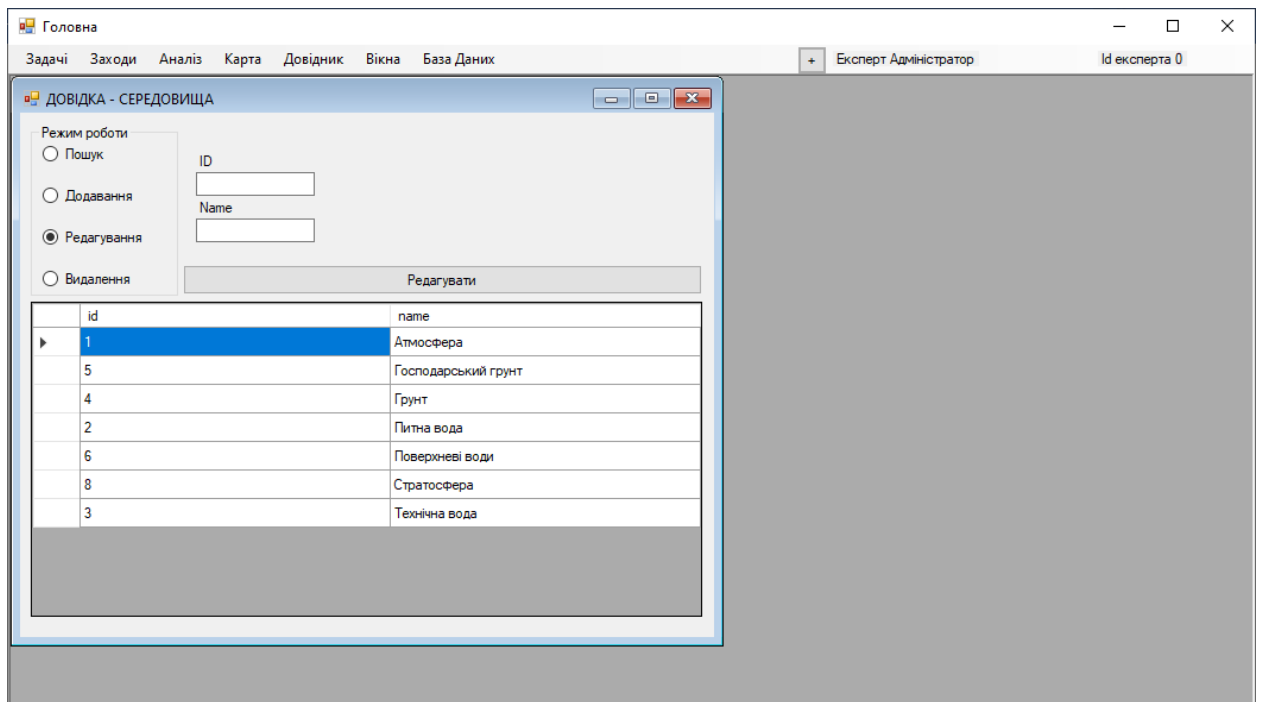 Головна
Задачі Заходи Аналіз Карта Довідник Вікна База Даних + Експерт Адміністратор Id експерта 0
ДОВІДКА - СЕРЕДОВИЩА
Режим роботи
Пошук
ID
Додавання
Name
Редагування
Видалення Редагувати
id name
1 Атмосфера
5 Господарський грунт
4 Грунт
2 Питна вода
6 Поверхневі води
8 Стратосфера
3 Технічна вода